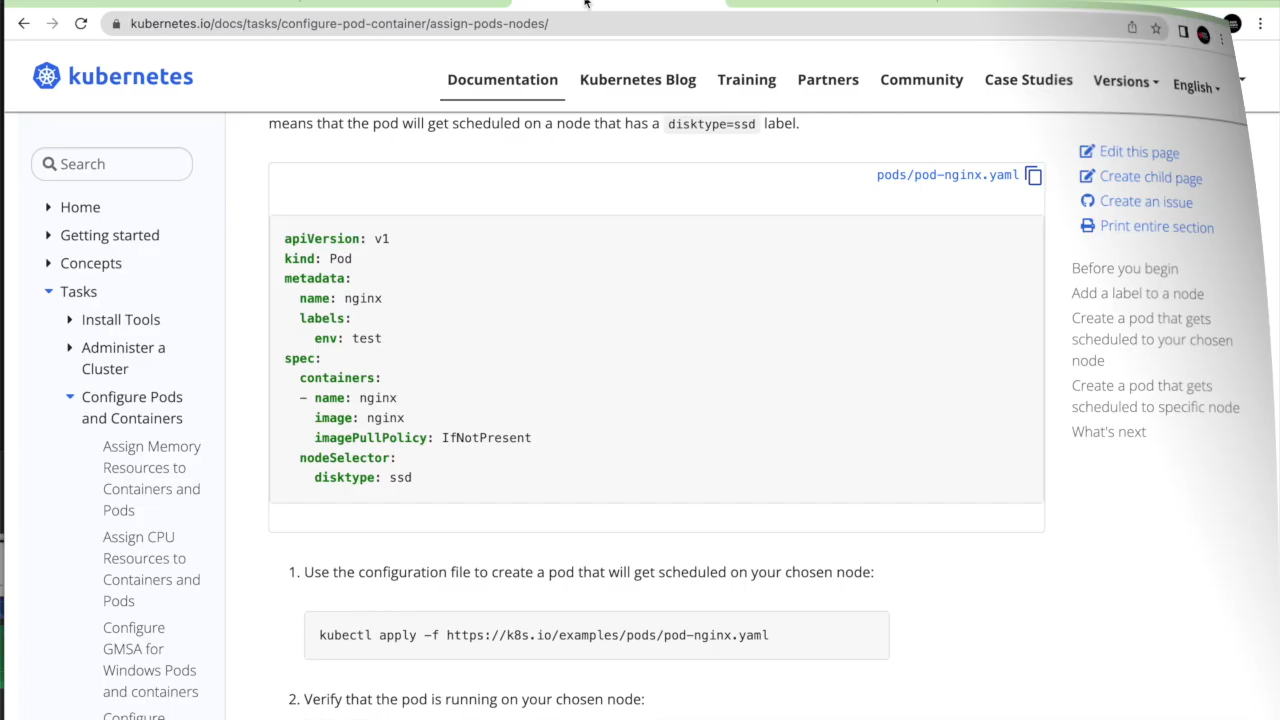 kubernetes.io/docs/tasks/configure-pod-container/assign-pods-nodes/
kubernetes
Documentation
Kubernetes Blog
Training
Partners
Community
Case Studies
Versions
English
Search
Home
Getting started
Concepts
Tasks
Install Tools
Administer a
Cluster
Configure Pods
and Containers
Assign Memory
Resources to
Containers and
Pods
Assign CPU
Resources to
Containers and
Pods
Configure
GMSA for
Windows Pods
and containers
Configure
means that the pod will get scheduled on a node that has a disktype=ssd label.
pods/pod-nginx.yaml
apiVersion: v1
kind: Pod
metadata:
name: nginx
labels:
env: test
spec:
containers:
- name: nginx
image: nginx
imagePullPolicy: IfNotPresent
nodeSelector:
disktype: ssd
1. Use the configuration file to create a pod that will get scheduled on your chosen node:
kubectl apply -f https://k8s.io/examples/pods/pod-nginx.yaml
2. Verify that the pod is running on your chosen node:
Edit this page
Create child page
Create an issue
Print entire section
Before you begin
Add a label to a node
Create a pod that gets
scheduled to your chosen
node
Create a pod that gets
scheduled to specific node
What's next